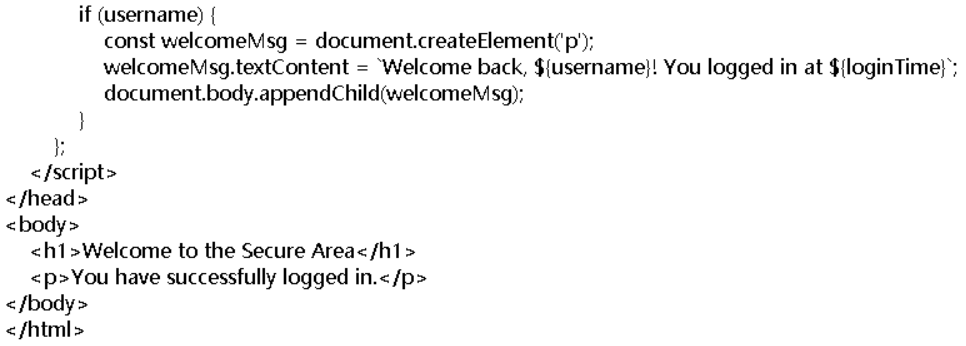 if (username) {
const welcomeMsg = document.createElement('p');
welcomeMsg.textContent = `Welcome back, ${username}! You logged in at ${loginTime}`;
document.body.appendChild(welcomeMsg);
}
};
</script>
</head>
<body>
<h1>Welcome to the Secure Area</h1>
<p>You have successfully logged in.</p>
</body>
</html>